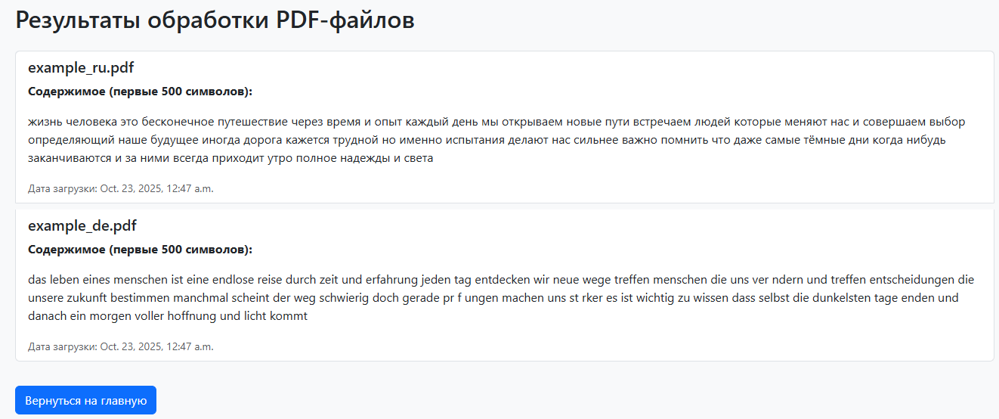 Результаты обработки PDF-файлов
example_ru.pdf
Содержимое (первые 500 символов):
жизнь человека это бесконечное путешествие через время и опыт каждый день мы открываем новые пути встречаем людей которые меняют нас и совершаем выбор
определяющий наше будущее иногда дорога кажется трудной но именно испытания делают нас сильнее важно помнить что даже самые тёмные дни когда нибудь
заканчиваются и за ними всегда приходит утро полное надежды и света
Дата загрузки: Oct. 23, 2025, 12:47 a.m.
example_de.pdf
Содержимое (первые 500 символов):
das leben eines menschen ist eine endlose reise durch zeit und erfahrung jeden tag entdecken wir neue wege treffen menschen die uns ver ndern und treffen entscheidungen die
unsere zukunft bestimmen manchmal scheint der weg schwierig doch gerade pr f ungen machen uns st rker es ist wichtig zu wissen dass selbst die dunkelsten tage enden und
danach ein morgen voller hoffnung und licht kommt
Дата загрузки: Oct. 23, 2025, 12:47 a.m.
Вернуться на главную